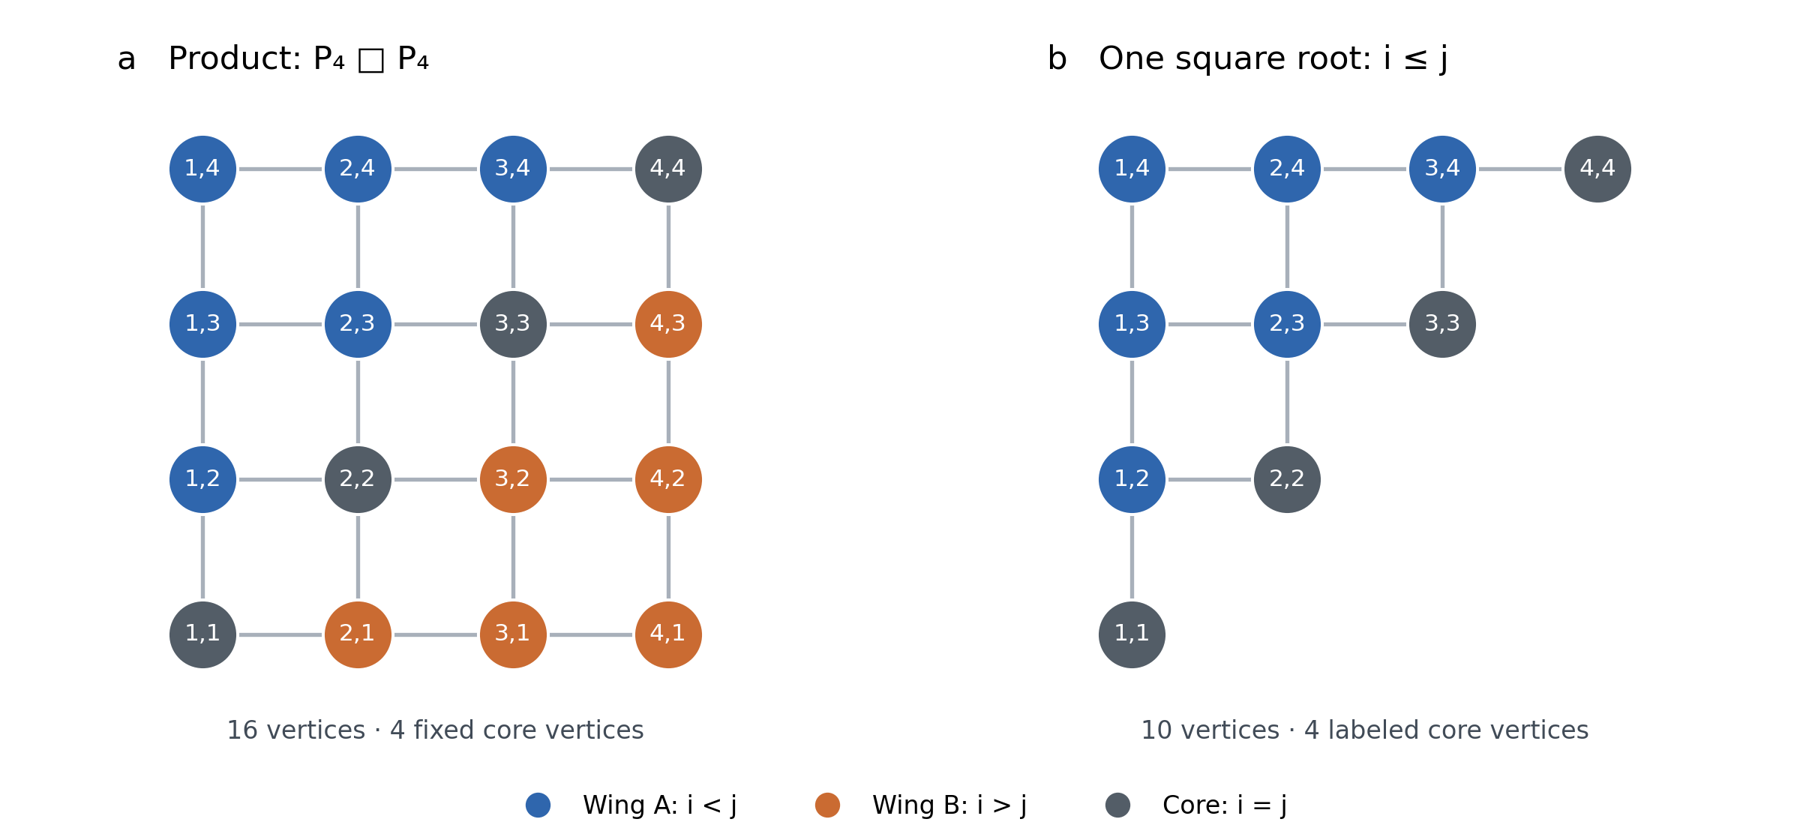 a Product: P₄ □ P₄
1,4 2,4 3,4 4,4
1,3 2,3 3,3 4,3
1,2 2,2 3,2 4,2
1,1 2,1 3,1 4,1
16 vertices · 4 fixed core vertices
b One square root: i ≤ j
1,4 2,4 3,4 4,4
1,3 2,3 3,3
1,2 2,2
1,1
10 vertices · 4 labeled core vertices
Wing A: i < j Wing B: i > j Core: i = j